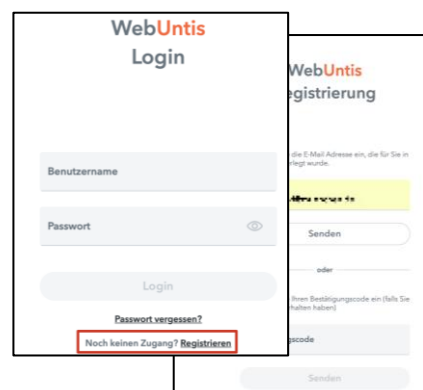 WebUntis
Login
Benutzername
Passwort
Login
Passwort vergessen?
Noch keinen Zugang? Registrieren
WebUntis
egistrierung
die E-Mail Adresse ein, die für Sie in
rlegt wurde.
Senden
oder
Ihren Bestätigungscode ein (falls Sie
halten haben)
gscode
Senden